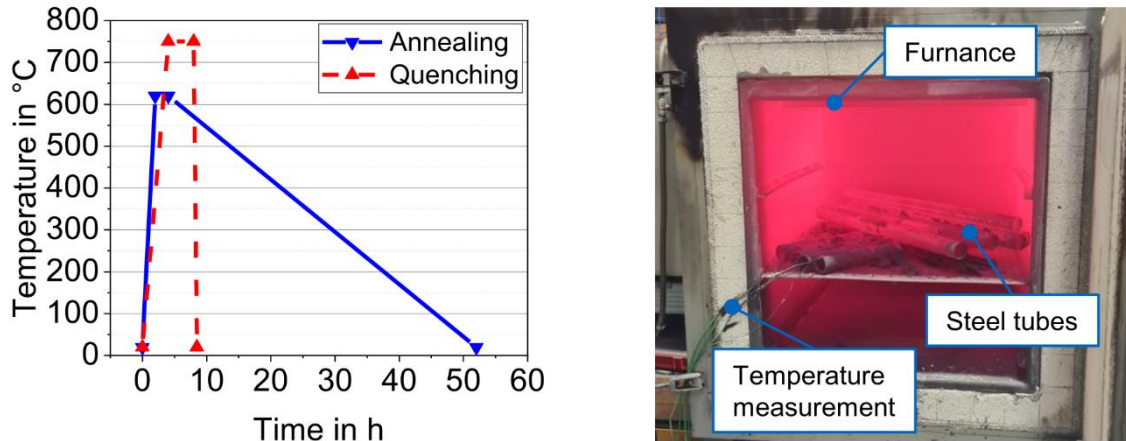 800
700
600
500
400
300
200
100
0
Temperature in °C
Annealing
Quenching
0 10 20 30 40 50 60
Time in h
Furnance
Steel tubes
Temperature
measurement